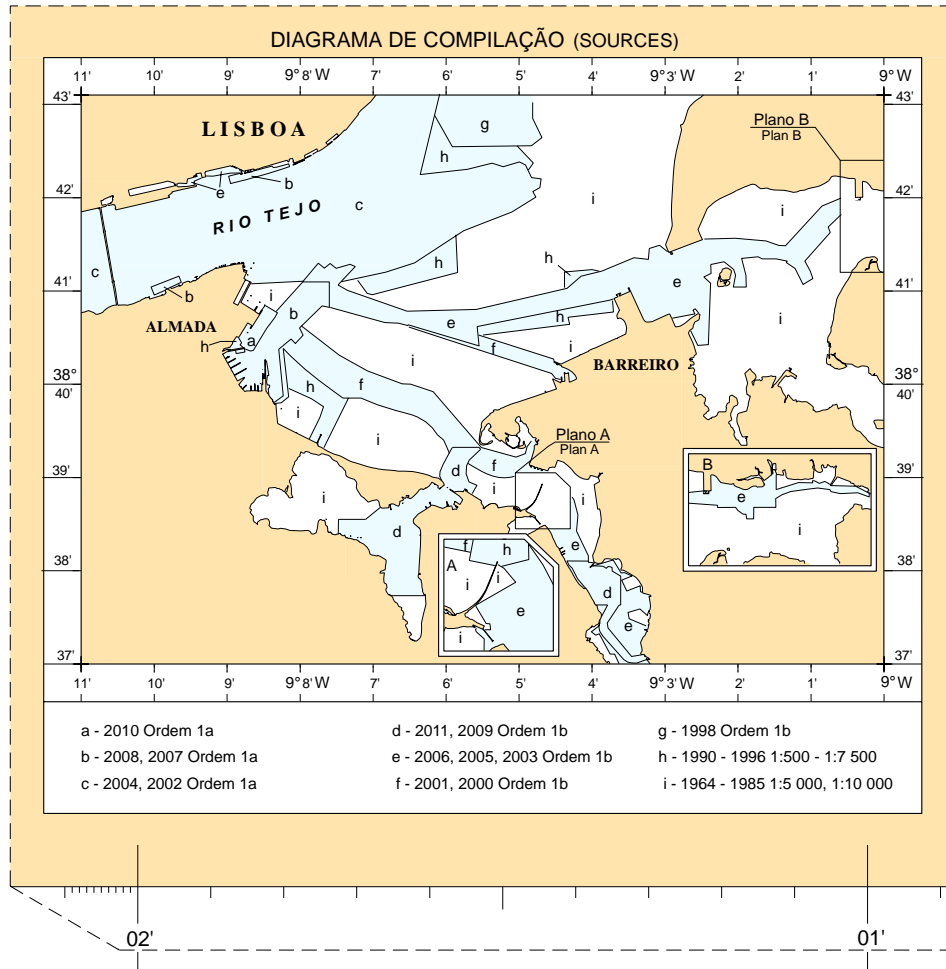 DIAGRAMA DE COMPILAÇÃO (SOURCES)
11' 10' 9' 9° 8' W 7' 6' 5' 4' 9° 3' W 2' 1' 9° W
43' 43'
LISBOA
g
Plano B
Plan B
h
b
e
42' 42'
c
i
i
RIO TEJO
h
h
c
e
41' 41'
b
i
b
e
h
i
ALMADA
a
h
f
i
i
BARREIRO
38° 38°
40' 40'
h
f
i
i
Plano A
Plan A
39' 39'
d
f
i
i
i
B
e
i
d
e
38' 38'
f
h
A
i
i
e
i
d
e
37' 37'
11' 10' 9' 9° 8' W 7' 6' 5' 4' 9° 3' W 2' 1' 9° W
a - 2010 Ordem 1a
b - 2008, 2007 Ordem 1a
c - 2004, 2002 Ordem 1a
d - 2011, 2009 Ordem 1b
e - 2006, 2005, 2003 Ordem 1b
f - 2001, 2000 Ordem 1b
g - 1998 Ordem 1b
h - 1990 - 1996 1:500 - 1:7 500
i - 1964 - 1985 1:5 000, 1:10 000
02' 01'